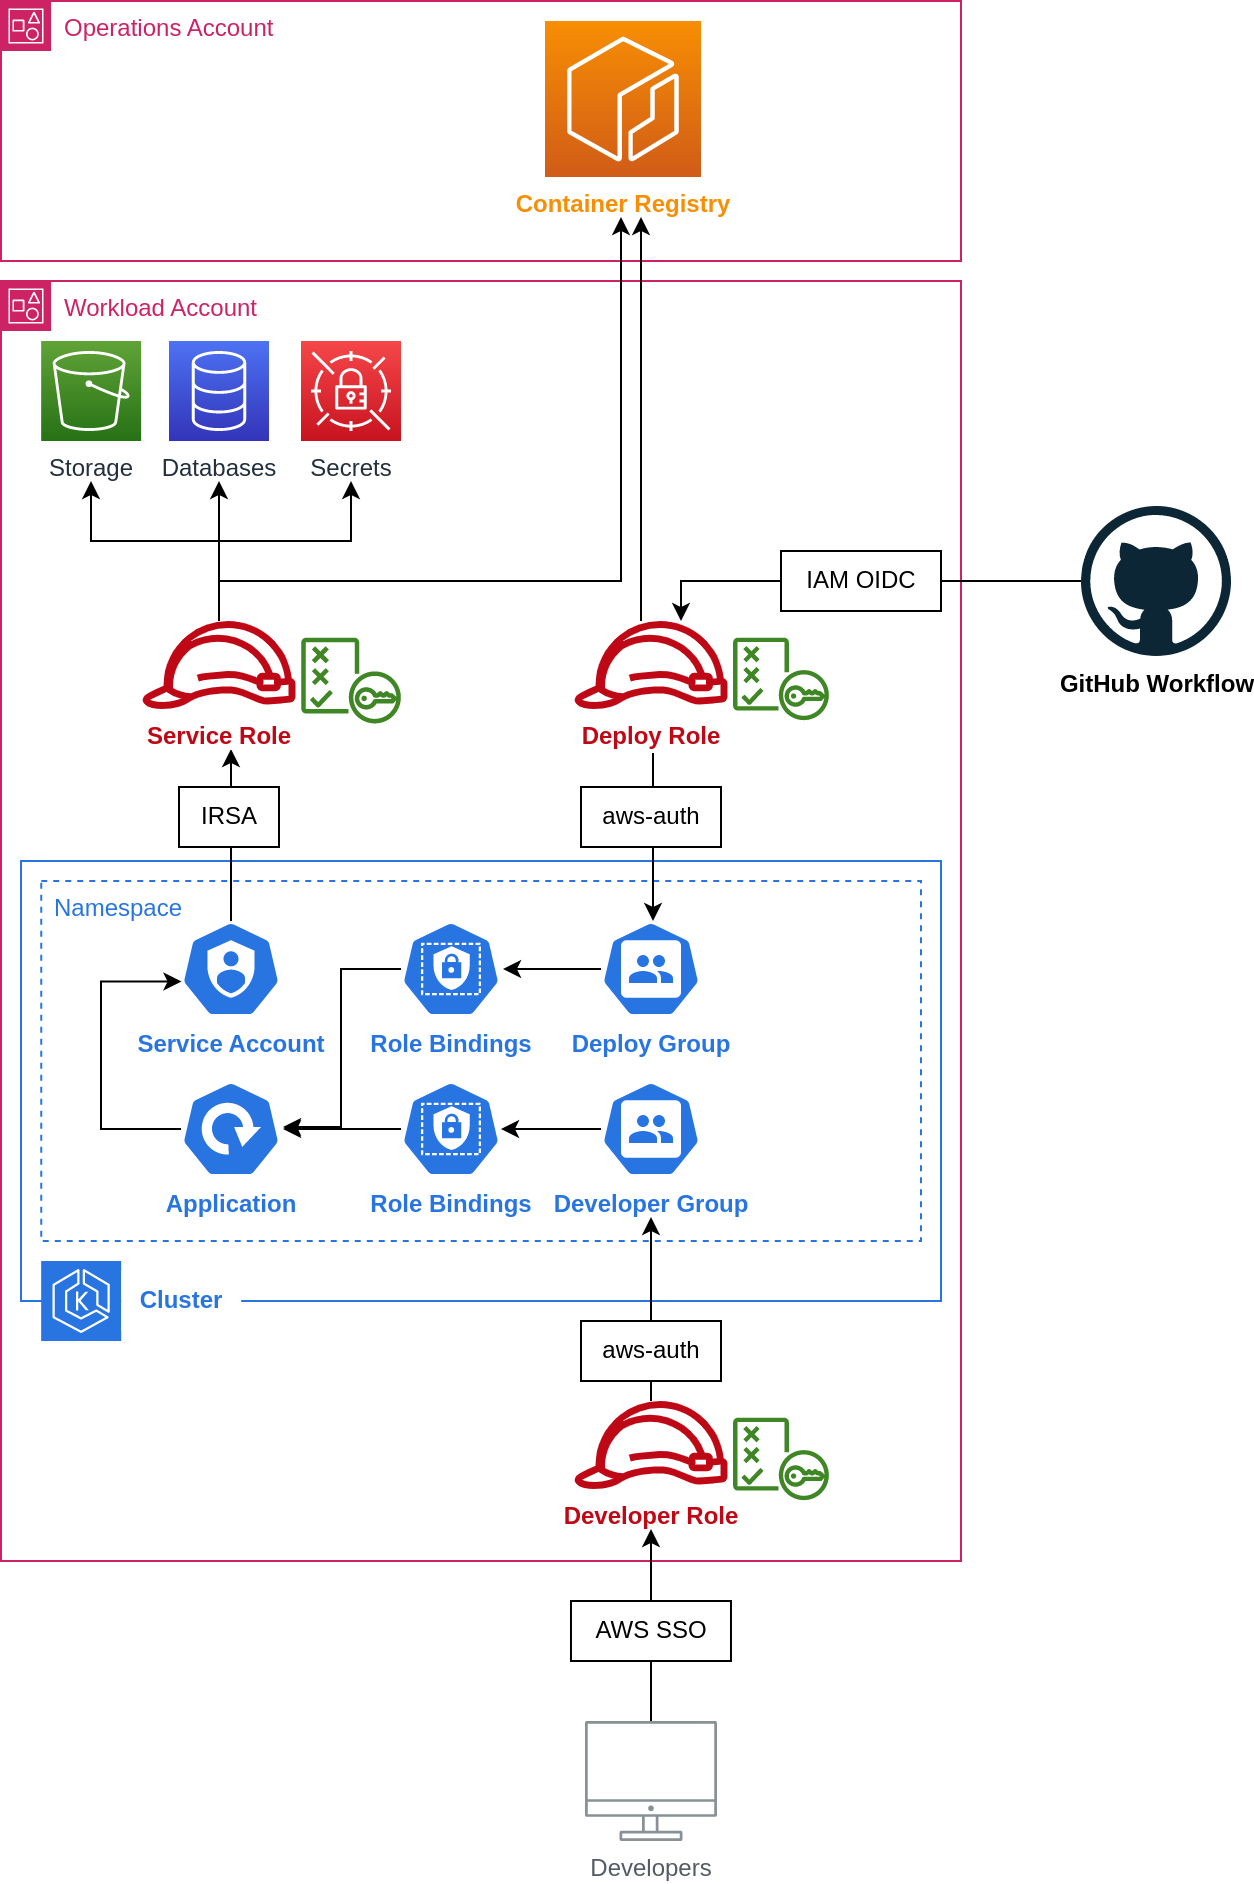 Operations Account
Container Registry
Workload Account
Storage
Databases
Secrets
IAM OIDC
GitHub Workflow
Service Role
Deploy Role
IRSA
aws-auth
Namespace
Service Account
Role Bindings
Deploy Group
Application
Role Bindings
Developer Group
K
Cluster
aws-auth
Developer Role
AWS SSO
Developers